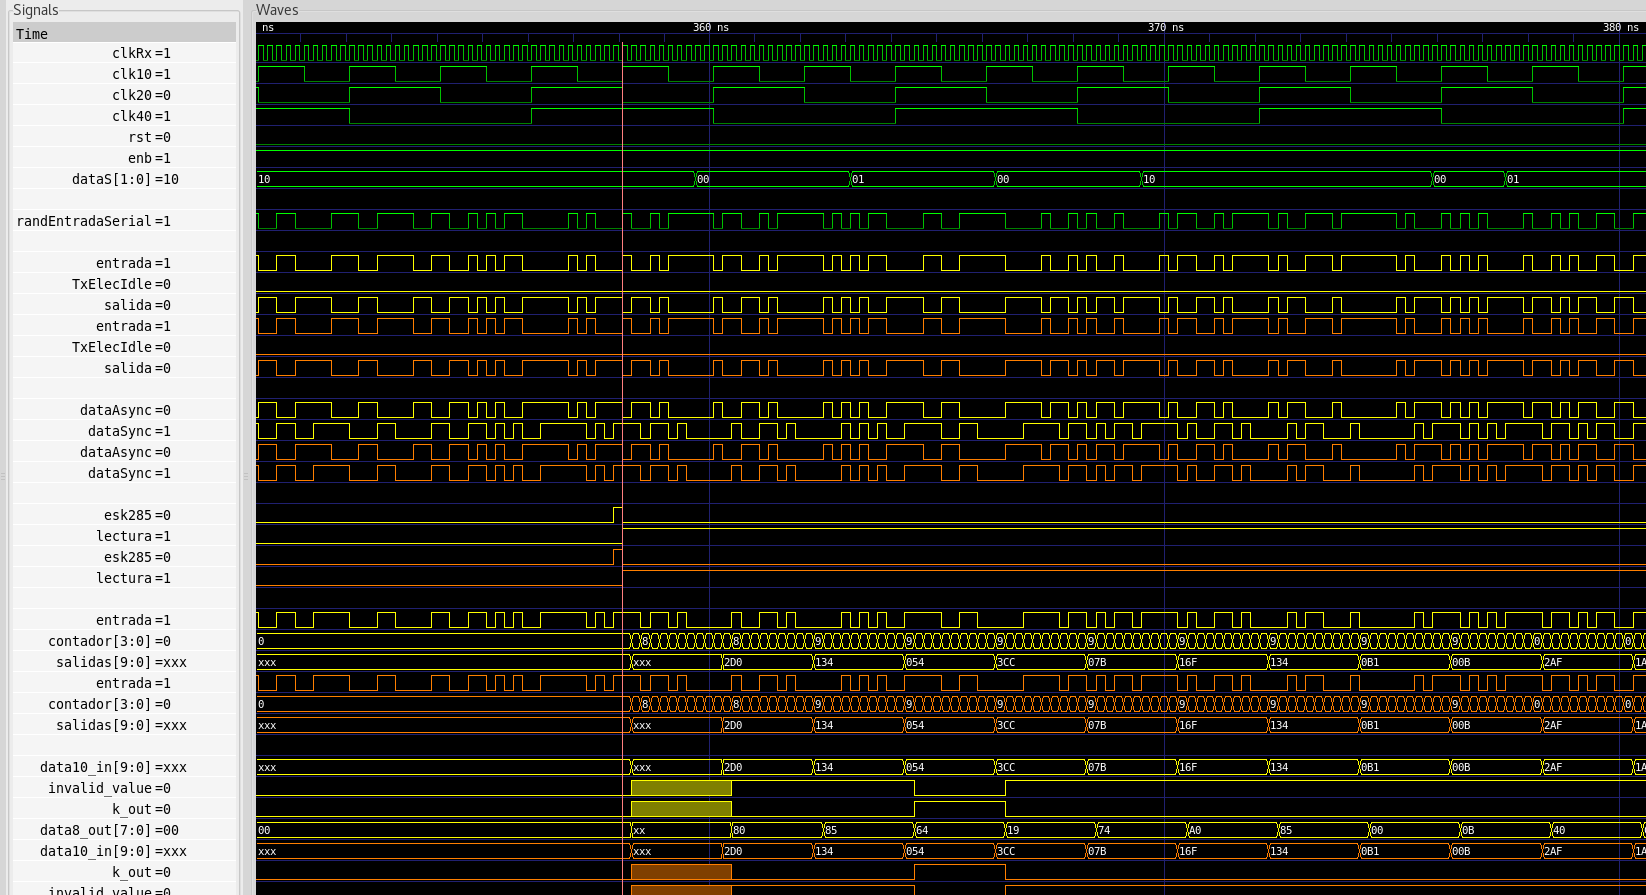 Signals
Waves
Time
ns 360 ns 370 ns 380 ns
clkRx =1
clk10 =1
clk20 =0
clk40 =1
rst =0
enb =1
dataS[1:0] =10 10 00 01 00 10 00 01
randEntradaSerial =1
entrada =1
TxElecIdle =0
salida =0
entrada =1
TxElecIdle =0
salida =0
dataAsync =0
dataSync =1
dataAsync =0
dataSync =1
esk285 =0
lectura =1
esk285 =0
lectura =1
entrada =1
contador[3:0] =0 0 8 8 9 9 9 9 9 9 9 9 0 0
salidas[9:0] =xxx xxx xxx 2D0 134 054 3CC 07B 16F 134 0B1 00B 2AF 1A
entrada =1
contador[3:0] =0 0 8 8 9 9 9 9 9 9 9 9 0 0
salidas[9:0] =xxx xxx xxx 2D0 134 054 3CC 07B 16F 134 0B1 00B 2AF 1A
data10_in[9:0] =xxx xxx xxx 2D0 134 054 3CC 07B 16F 134 0B1 00B 2AF 1A
invalid_value =0
k_out =0
data8_out[7:0] =00 00 xx 80 85 64 19 74 A0 85 00 0B 40
data10_in[9:0] =xxx xxx xxx 2D0 134 054 3CC 07B 16F 134 0B1 00B 2AF 1A
k_out =0
invalid_value =0